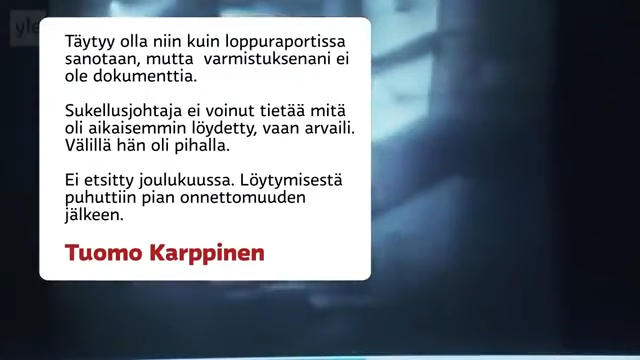 yle
Täytyy olla niin kuin loppuraportissa
sanotaan, mutta varmistuksenani ei
ole dokumenttia.
Sukellusjohtaja ei voinut tietää mitä
oli aikaisemmin löydetty, vaan arvaili.
Välillä hän oli pihalla.
Ei etsitty joulukuussa. Löytymisestä
puhuttiin pian onnettomuuden
jälkeen.
Tuomo Karppinen